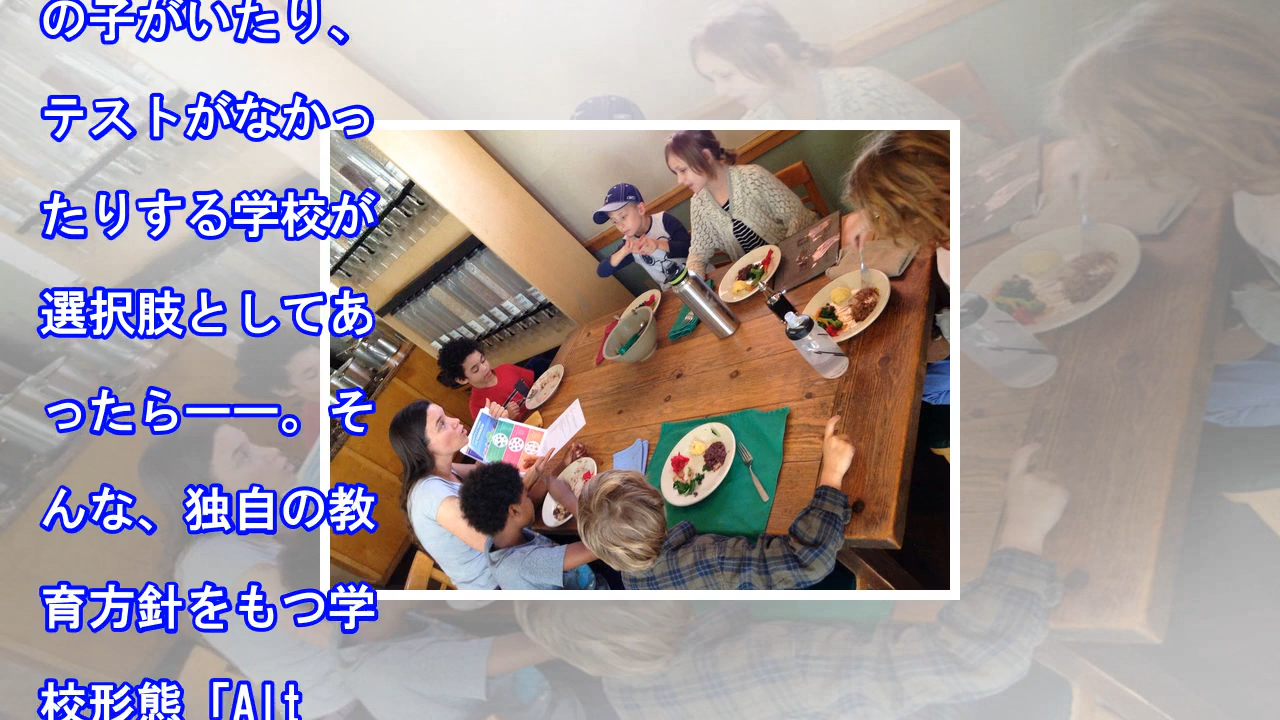 の子がいたり、
テストがなかっ
たりする学校が
選択肢としてあ
ったら――。そ
んな、独自の教
育方針をもつ学
校形態「Alt